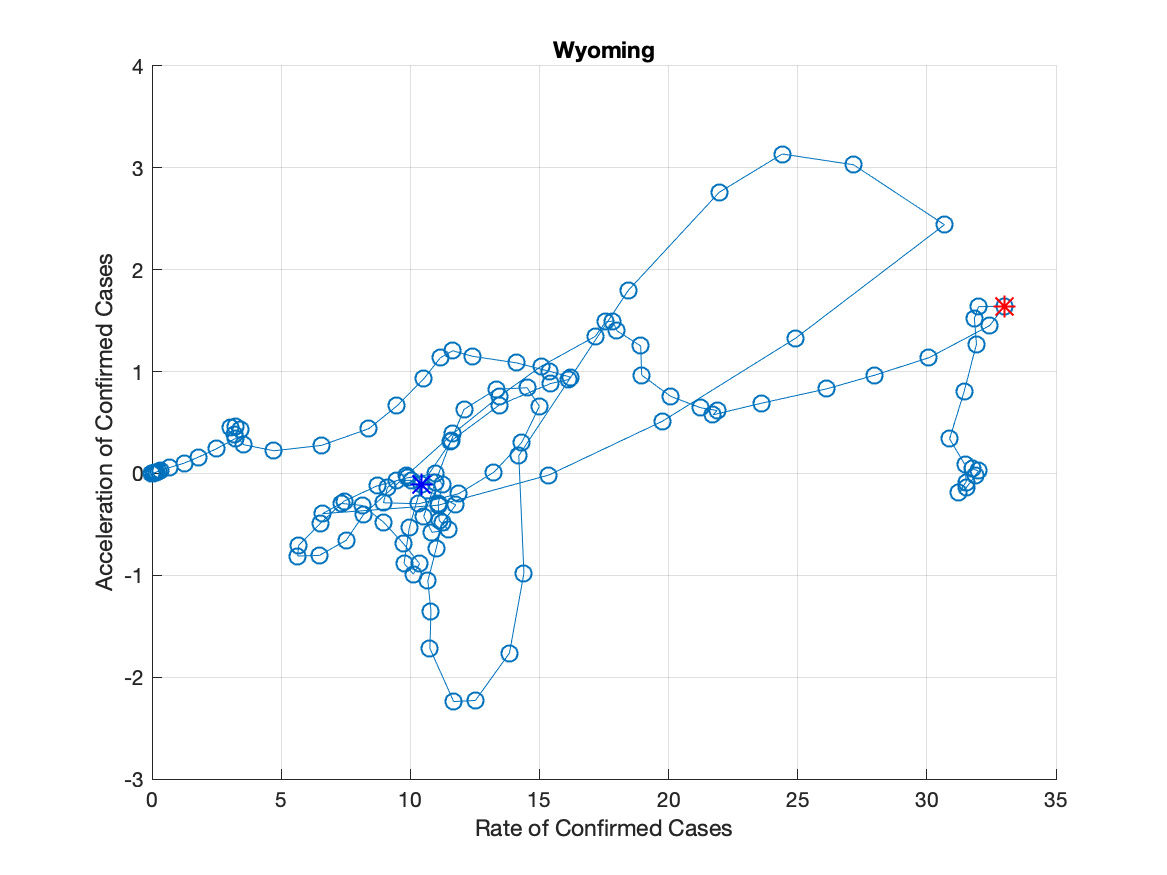 Wyoming
4
3
2
1
0
-1
-2
-3
0 5 10 15 20 25 30 35
Acceleration of Confirmed Cases
Rate of Confirmed Cases